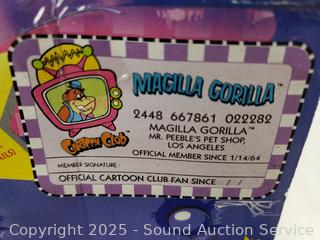 MAGILLA GORILLA™
2448 667861 022282
MAGILLA GORILLA™
MR. PEEBLE'S PET SHOP,
LOS ANGELES
OFFICIAL MEMBER SINCE 1/14/64
CARTOON CLUB
MEMBER SIGNATURE:
OFFICIAL CARTOON CLUB FAN SINCE / /
Copyright 2025 - Sound Auction Service